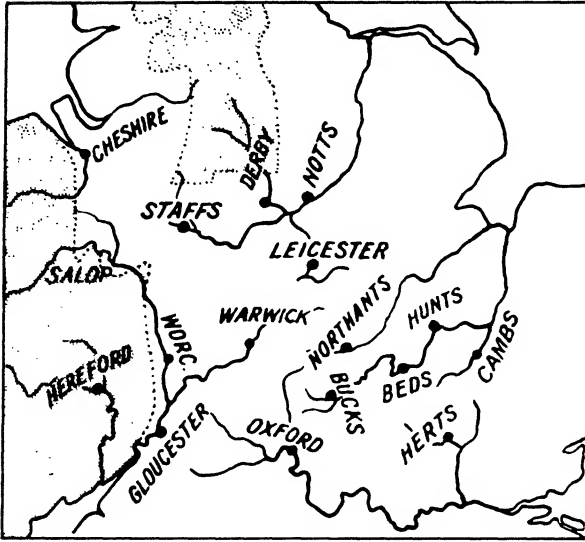 CHESHIRE
DERBY
NOTTS
STAFFS
LEICESTER
SALOP
WORC
WARWICK
NORTHANTS
HUNTS
CAMBS
HEREFORD
BUCKS
BEDS
GLOUCESTER
OXFORD
HERTS